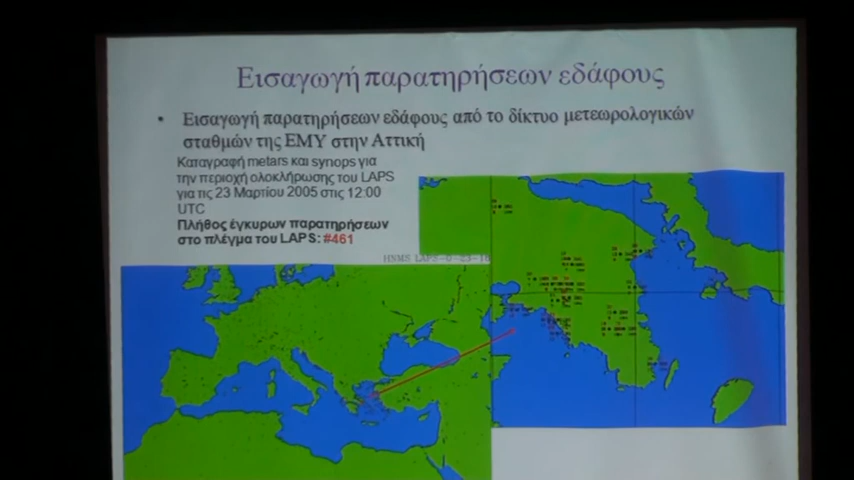 Εισαγωγή παρατηρήσεων εδάφους
• Εισαγωγή παρατηρήσεων εδάφους από το δίκτυο μετεωρολογικών
σταθμών της ΕΜΥ στην Αττική
Καταγραφή metars και synops για
την περιοχή ολοκλήρωσης του LAPS
για τις 23 Μαρτίου 2005 στις 12:00
UTC
Πλήθος έγκυρων παρατηρήσεων
στο πλέγμα του LAPS: #461
HNMS LAPS